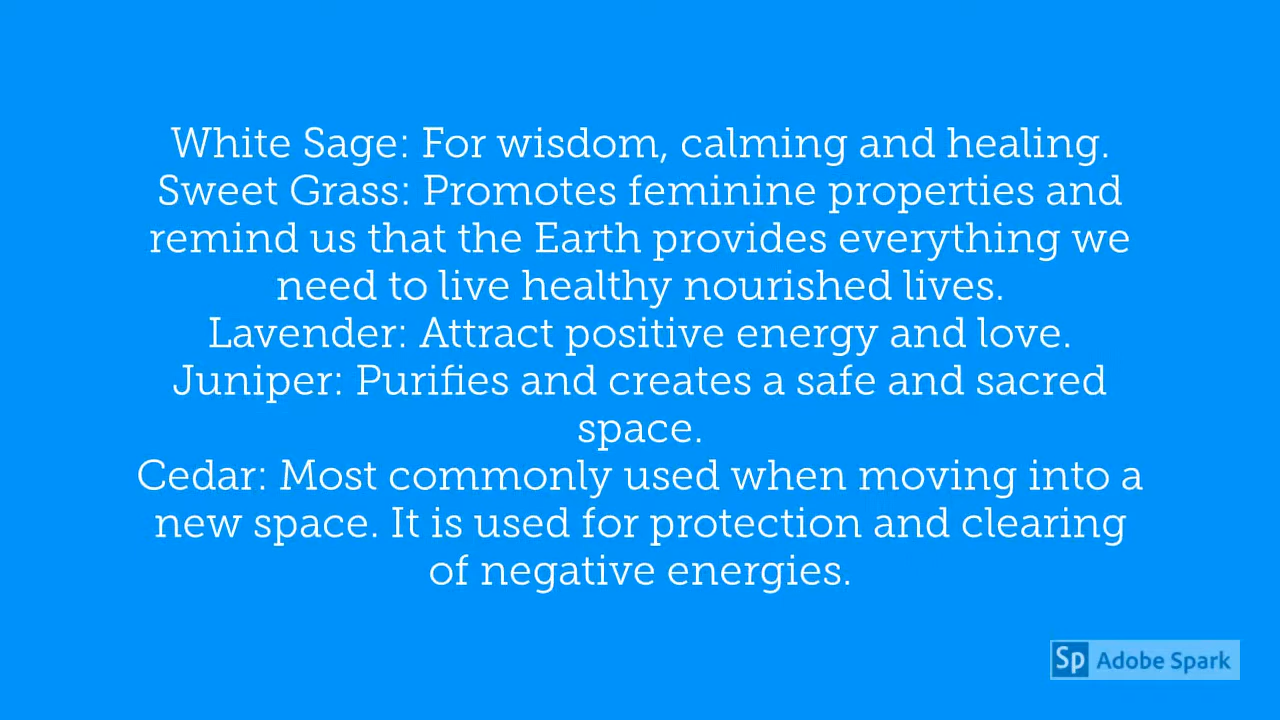 White Sage: For wisdom, calming and healing.
Sweet Grass: Promotes feminine properties and
remind us that the Earth provides everything we
need to live healthy nourished lives.
Lavender: Attract positive energy and love.
Juniper: Purifies and creates a safe and sacred
space.
Cedar: Most commonly used when moving into a
new space. It is used for protection and clearing
of negative energies.
Sp Adobe Spark